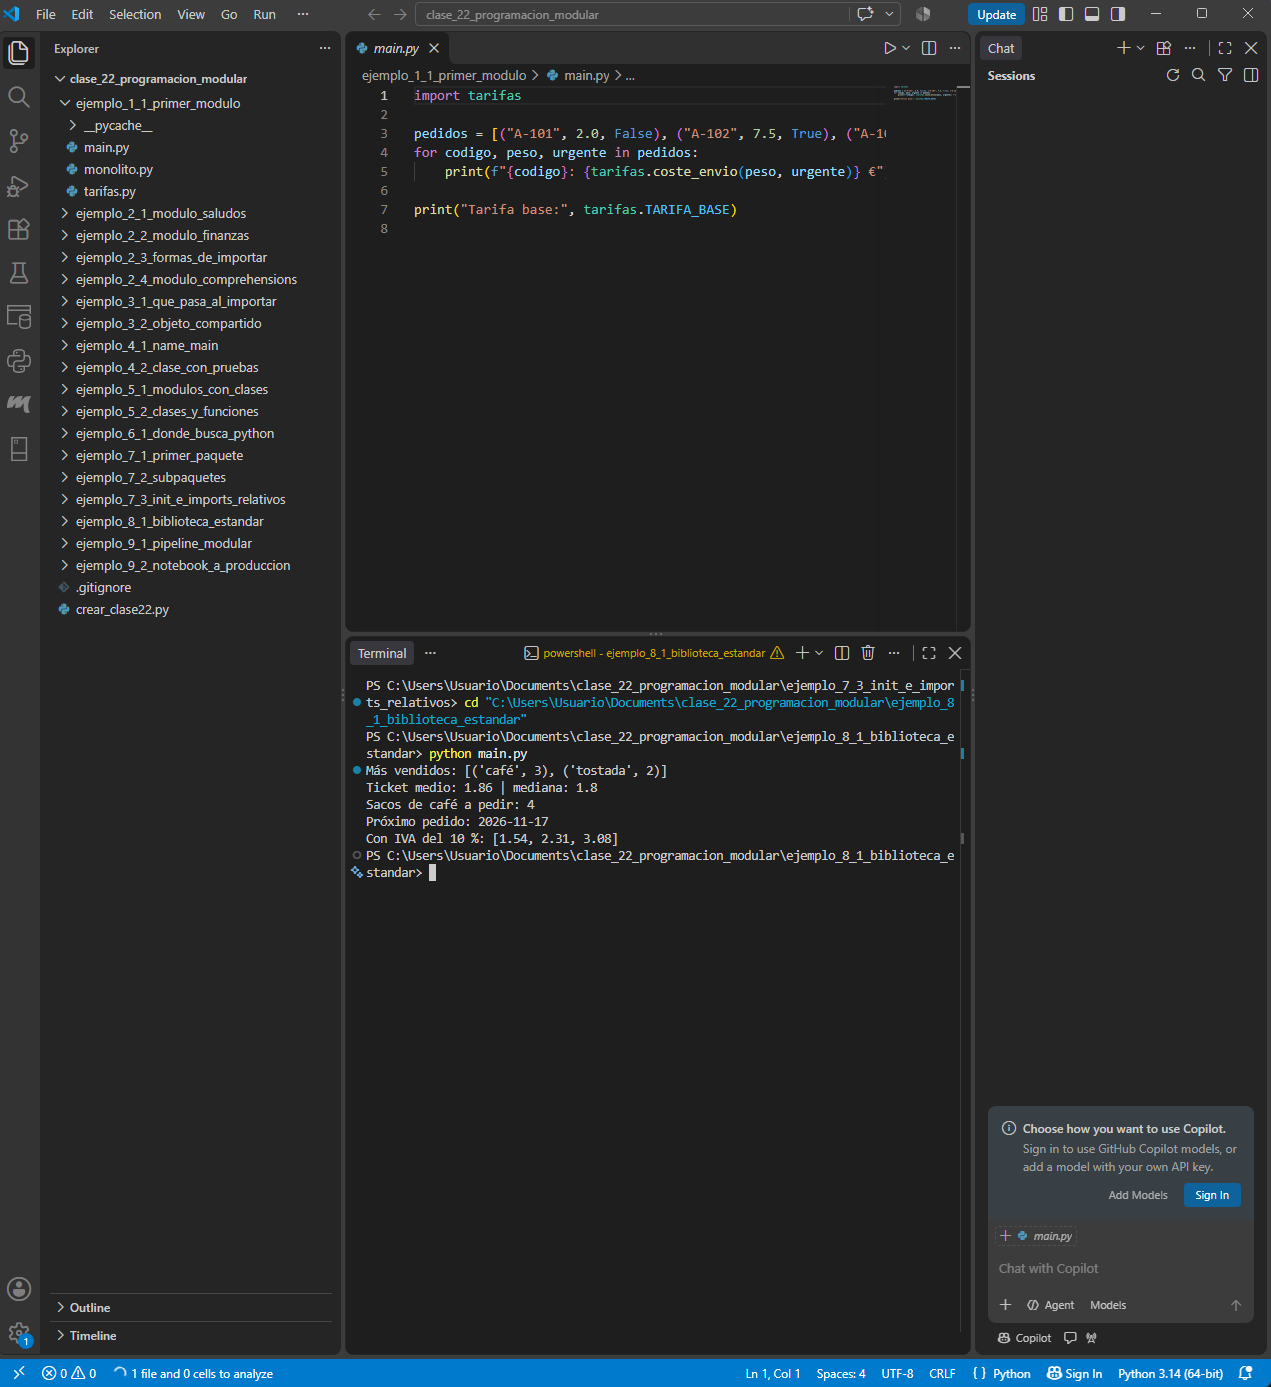 File Edit Selection View Go Run ··· clase_22_programacion_modular Update
Explorer ···
clase_22_programacion_modular
ejemplo_1_1_primer_modulo
__pycache__
main.py
monolito.py
tarifas.py
ejemplo_2_1_modulo_saludos
ejemplo_2_2_modulo_finanzas
ejemplo_2_3_formas_de_importar
ejemplo_2_4_modulo_comprehensions
ejemplo_3_1_que_pasa_al_importar
ejemplo_3_2_objeto_compartido
ejemplo_4_1_name_main
ejemplo_4_2_clase_con_pruebas
ejemplo_5_1_modulos_con_clases
ejemplo_5_2_clases_y_funciones
ejemplo_6_1_donde_busca_python
ejemplo_7_1_primer_paquete
ejemplo_7_2_subpaquetes
ejemplo_7_3_init_e_imports_relativos
ejemplo_8_1_biblioteca_estandar
ejemplo_9_1_pipeline_modular
ejemplo_9_2_notebook_a_produccion
.gitignore
crear_clase22.py
Outline
Timeline
main.py
ejemplo_1_1_primer_modulo > main.py > ...
1 import tarifas
2
3 pedidos = [("A-101", 2.0, False), ("A-102", 7.5, True), ("A-10
4 for codigo, peso, urgente in pedidos:
5 print(f"{codigo}: {tarifas.coste_envio(peso, urgente)} €"
6
7 print("Tarifa base:", tarifas.TARIFA_BASE)
8
Terminal ··· powershell - ejemplo_8_1_biblioteca_estandar
PS C:\Users\Usuario\Documents\clase_22_programacion_modular\ejemplo_7_3_init_e_impor
ts_relativos> cd "C:\Users\Usuario\Documents\clase_22_programacion_modular\ejemplo_8
_1_biblioteca_estandar"
PS C:\Users\Usuario\Documents\clase_22_programacion_modular\ejemplo_8_1_biblioteca_e
standar> python main.py
Más vendidos: [('café', 3), ('tostada', 2)]
Ticket medio: 1.86 | mediana: 1.8
Sacos de café a pedir: 4
Próximo pedido: 2026-11-17
Con IVA del 10 %: [1.54, 2.31, 3.08]
PS C:\Users\Usuario\Documents\clase_22_programacion_modular\ejemplo_8_1_biblioteca_e
standar>
Chat
Sessions
Choose how you want to use Copilot.
Sign in to use GitHub Copilot models, or
add a model with your own API key.
Add Models Sign In
main.py
Chat with Copilot
Agent Models
Copilot
1
0 0 1 file and 0 cells to analyze Ln 1, Col 1 Spaces: 4 UTF-8 CRLF { } Python Sign In Python 3.14 (64-bit)